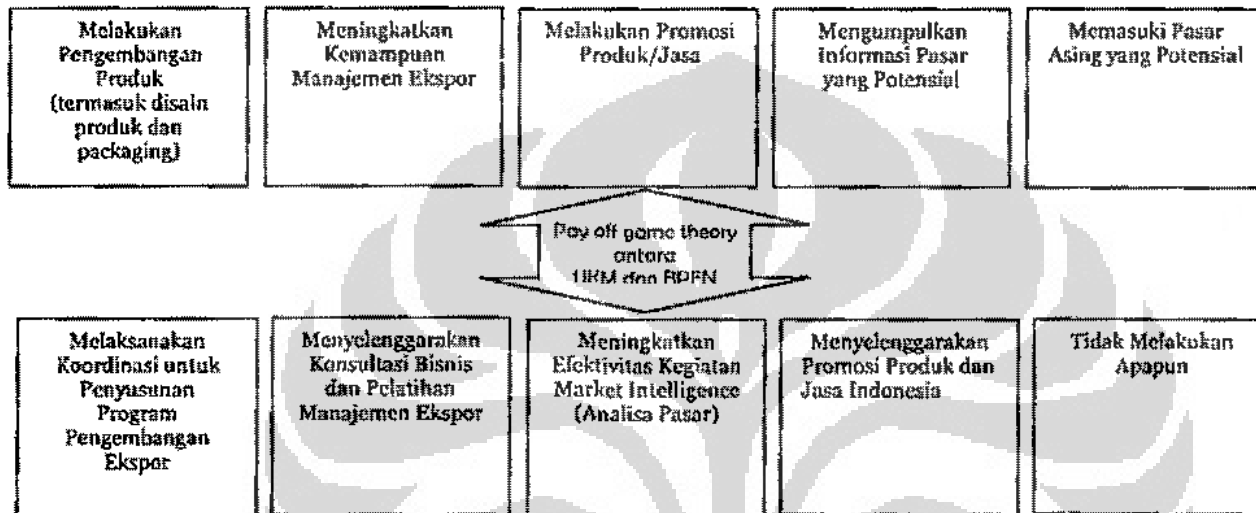 Melakukan
Pengembangan
Produk
(termasuk disain
produk dan
packaging)
Meningkatkan
Kemampuan
Manajemen Ekspor
Melakukan Promosi
Produk/Jasa
Mengumpulkan
Informasi Pasar
yang Potensial
Memasuki Pasar
Asing yang Potensial
Pay off game theory
antara
UKM dan BPEN
Melaksanakan
Koordinasi untuk
Penyusunan
Program
Pengembangan
Ekspor
Menyelenggarakan
Konsultasi Bisnis
dan Pelatihan
Manajemen Ekspor
Meningkatkan
Efektivitas Kegiatan
Market Intelligence
(Analisa Pasar)
Menyelenggarakan
Promosi Produk dan
Jasa Indonesia
Tidak Melakukan
Apapun